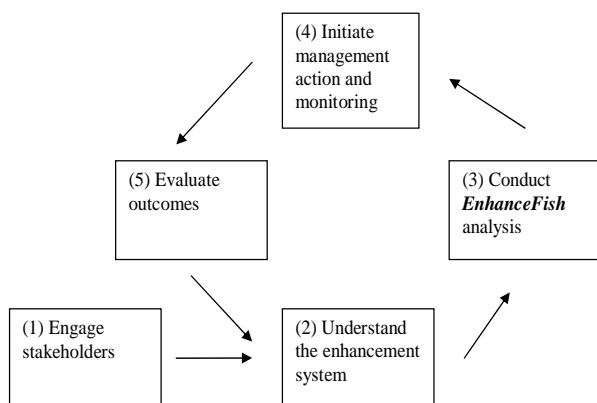 (4) Initiate
management
action and
monitoring
(5) Evaluate
outcomes
(3) Conduct
EnhanceFish
analysis
(1) Engage
stakeholders
(2) Understand
the enhancement
system